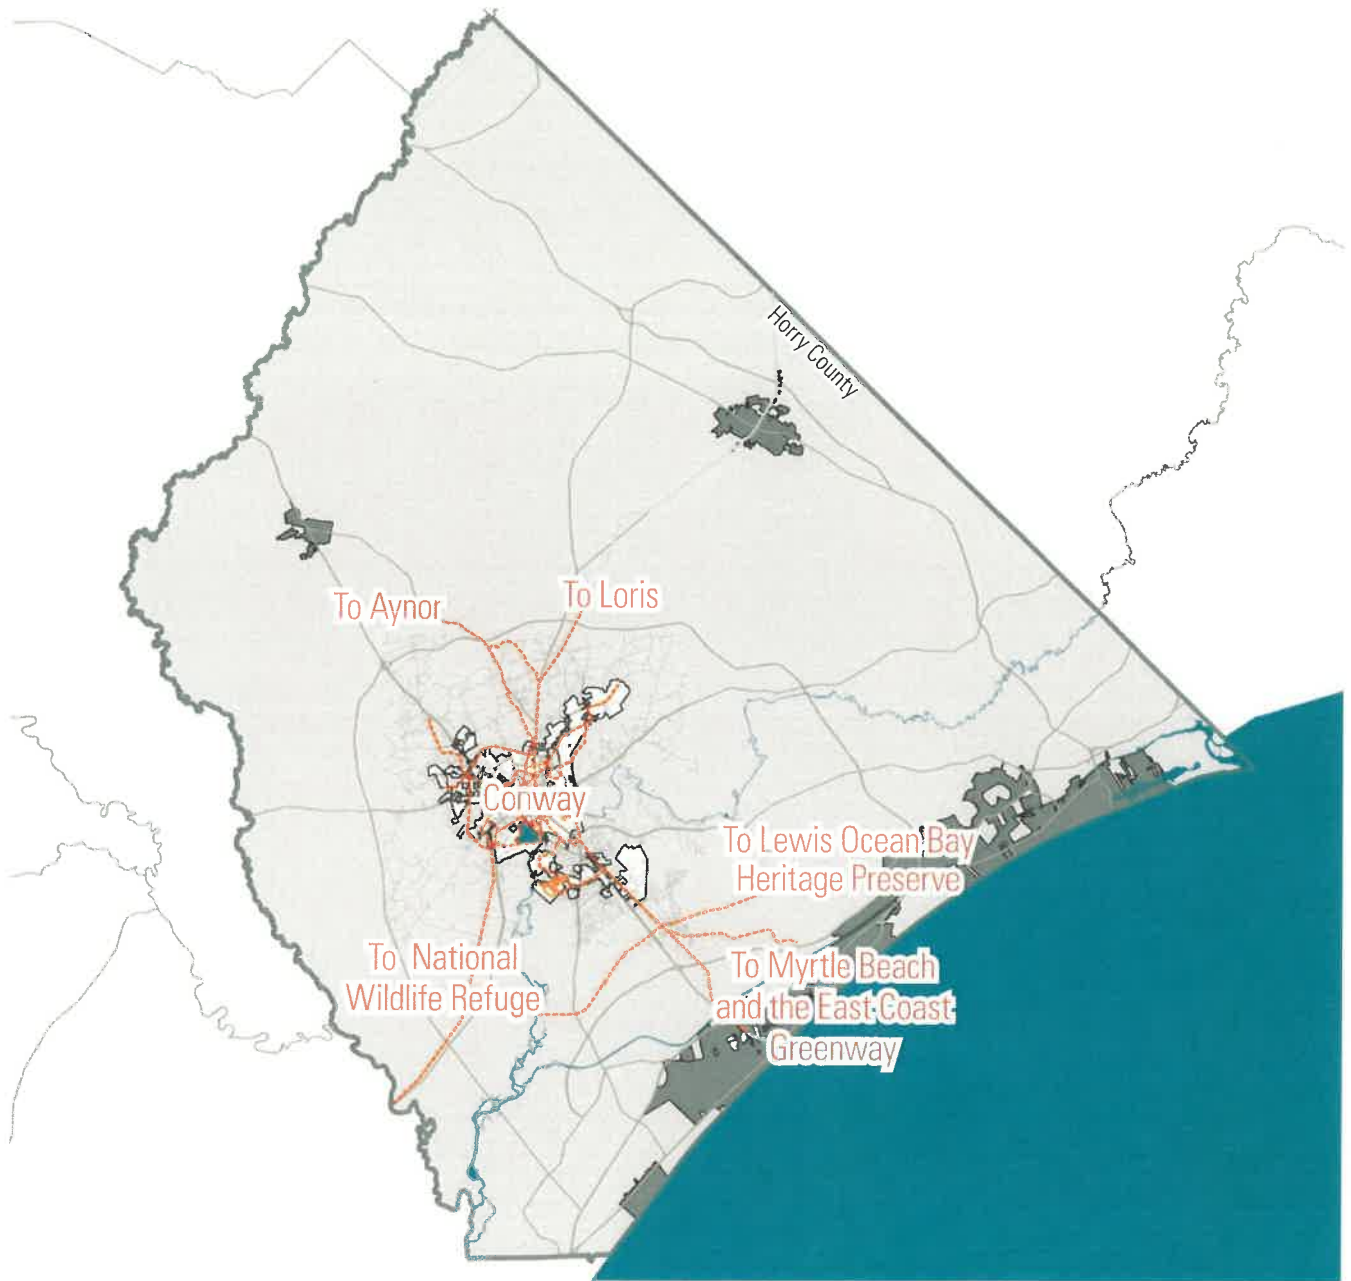 Horry County
To Aynor
To Loris
Conway
To Lewis Ocean Bay
Heritage Preserve
To National
Wildlife Refuge
To Myrtle Beach
and the East Coast
Greenway